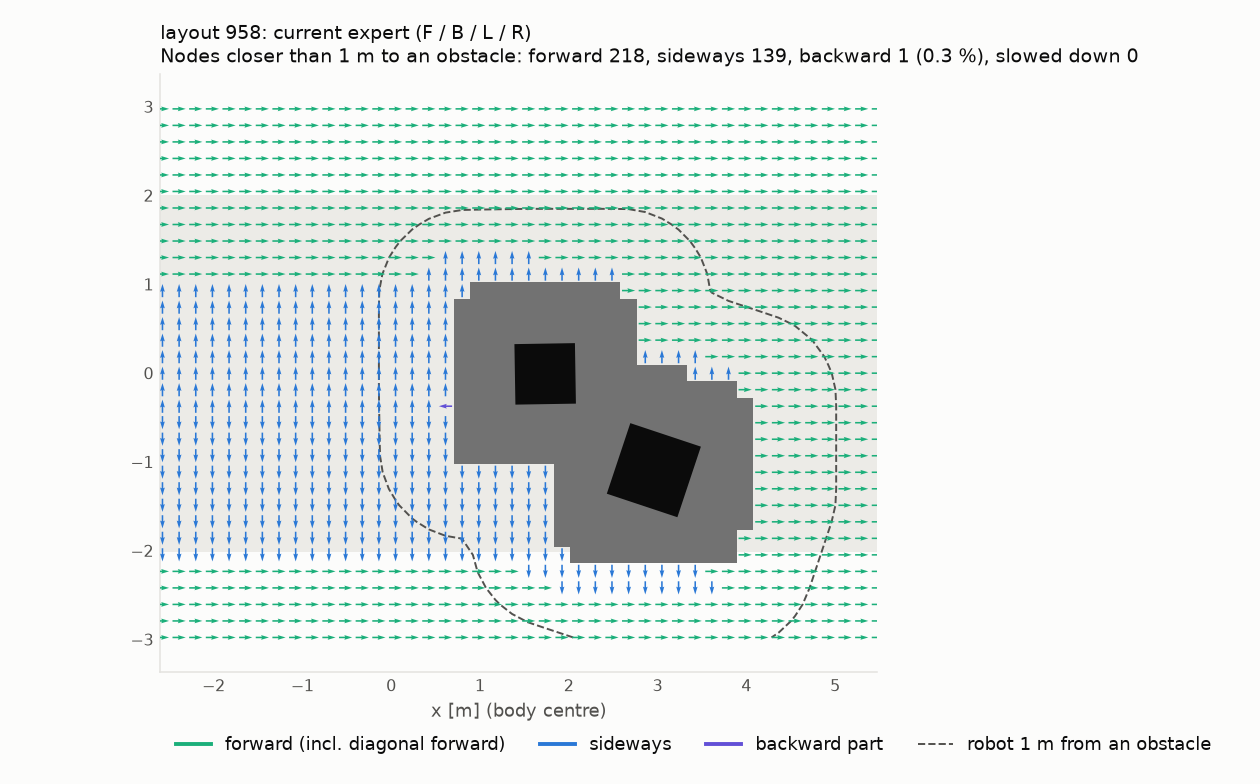 layout 958: current expert (F / B / L / R)
Nodes closer than 1 m to an obstacle: forward 218, sideways 139, backward 1 (0.3 %), slowed down 0
3
2
1
0
−1
−2
−3
−2 −1 0 1 2 3 4 5
x [m] (body centre)
forward (incl. diagonal forward) sideways backward part robot 1 m from an obstacle